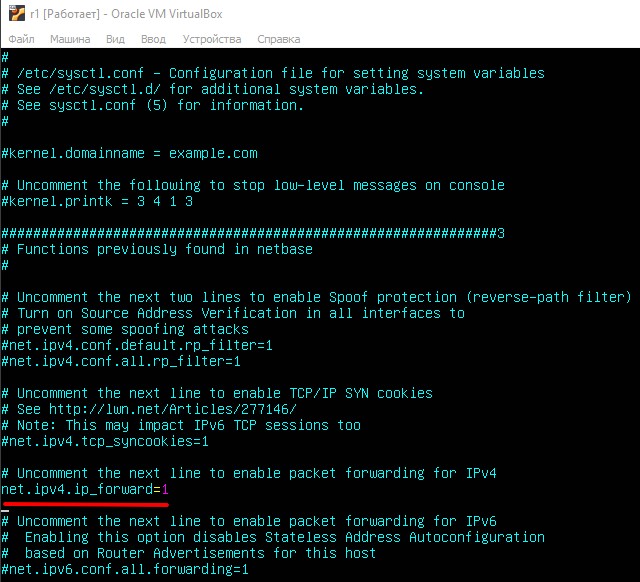 r1 [Работает] - Oracle VM VirtualBox
Файл Машина Вид Ввод Устройства Справка
#
# /etc/sysctl.conf - Configuration file for setting system variables
# See /etc/sysctl.d/ for additional system variables.
# See sysctl.conf (5) for information.
#
#kernel.domainname = example.com
# Uncomment the following to stop low-level messages on console
#kernel.printk = 3 4 1 3
##############################################################3
# Functions previously found in netbase
#
# Uncomment the next two lines to enable Spoof protection (reverse-path filter)
# Turn on Source Address Verification in all interfaces to
# prevent some spoofing attacks
#net.ipv4.conf.default.rp_filter=1
#net.ipv4.conf.all.rp_filter=1
# Uncomment the next line to enable TCP/IP SYN cookies
# See http://lwn.net/Articles/277146/
# Note: This may impact IPv6 TCP sessions too
#net.ipv4.tcp_syncookies=1
# Uncomment the next line to enable packet forwarding for IPv4
net.ipv4.ip_forward=1
# Uncomment the next line to enable packet forwarding for IPv6
#  Enabling this option disables Stateless Address Autoconfiguration
#  based on Router Advertisements for this host
#net.ipv6.conf.all.forwarding=1